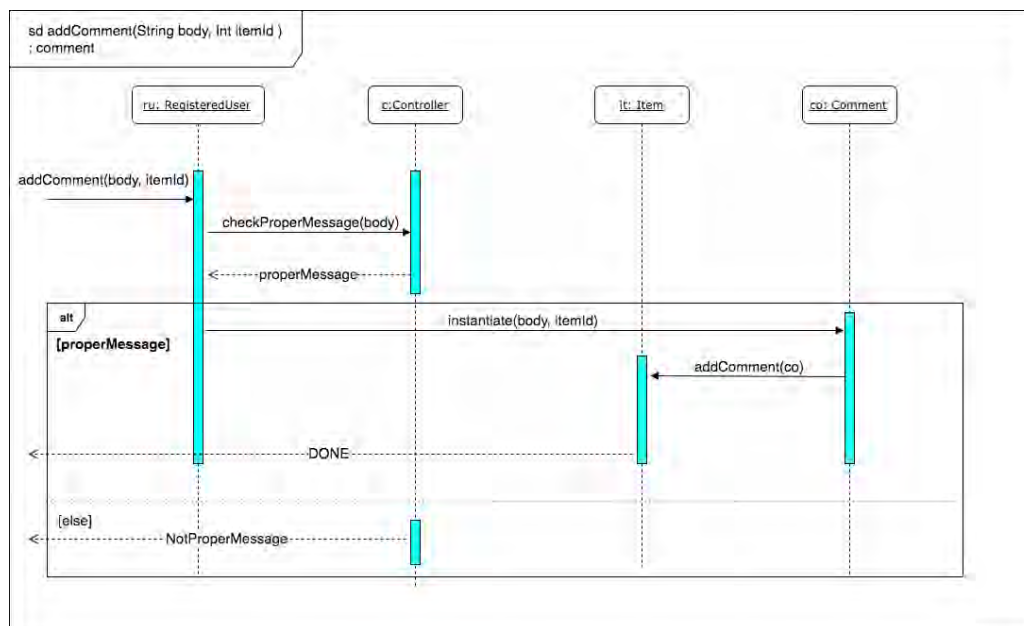 sd addComment(String body, Int itemId )
: comment
ru: RegisteredUser
c:Controller
it: Item
co: Comment
addComment(body, itemId)
checkProperMessage(body)
properMessage
alt
instantiate(body, itemId)
[properMessage]
addComment(co)
DONE
[else]
NotProperMessage